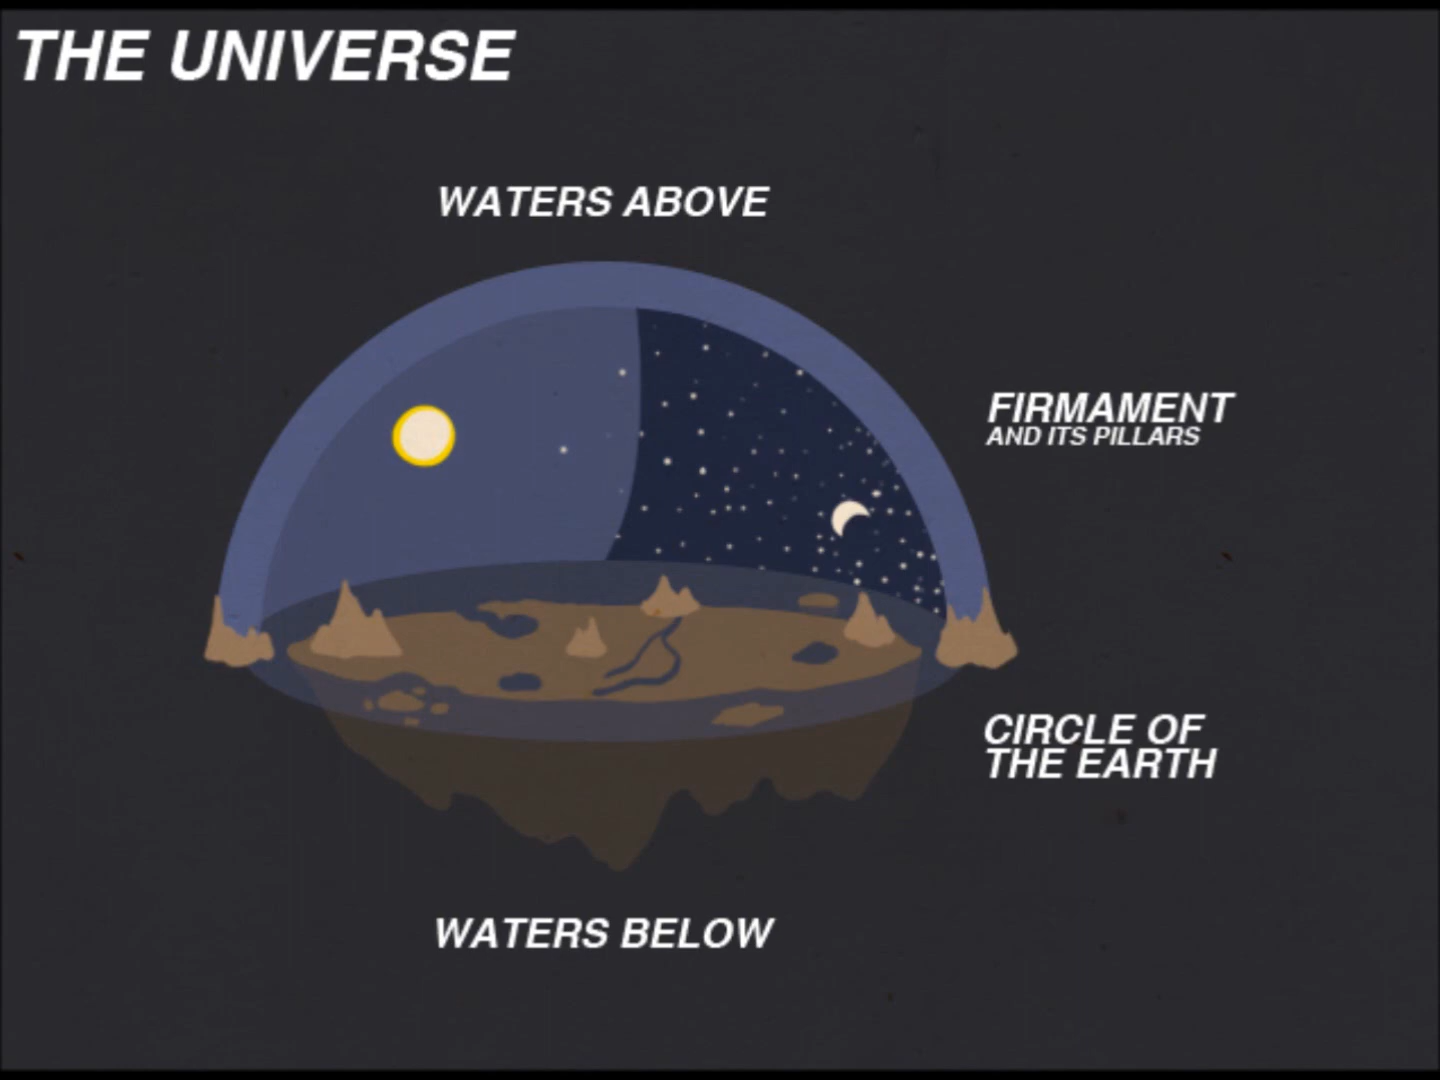 THE UNIVERSE
WATERS ABOVE
FIRMAMENT
AND ITS PILLARS
CIRCLE OF
THE EARTH
WATERS BELOW